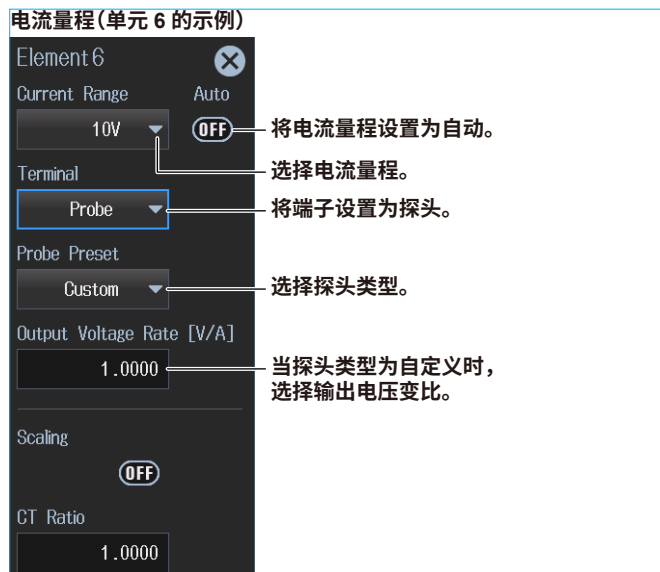 电流量程(单元 6 的示例)
Element6
Current Range Auto
10V OFF 将电流量程设置为自动。
选择电流量程。
Terminal
Probe 将端子设置为探头。
Probe Preset
Custom 选择探头类型。
Output Voltage Rate [V/A]
1.0000 当探头类型为自定义时，
选择输出电压变比。
Scaling
OFF
CT Ratio
1.0000